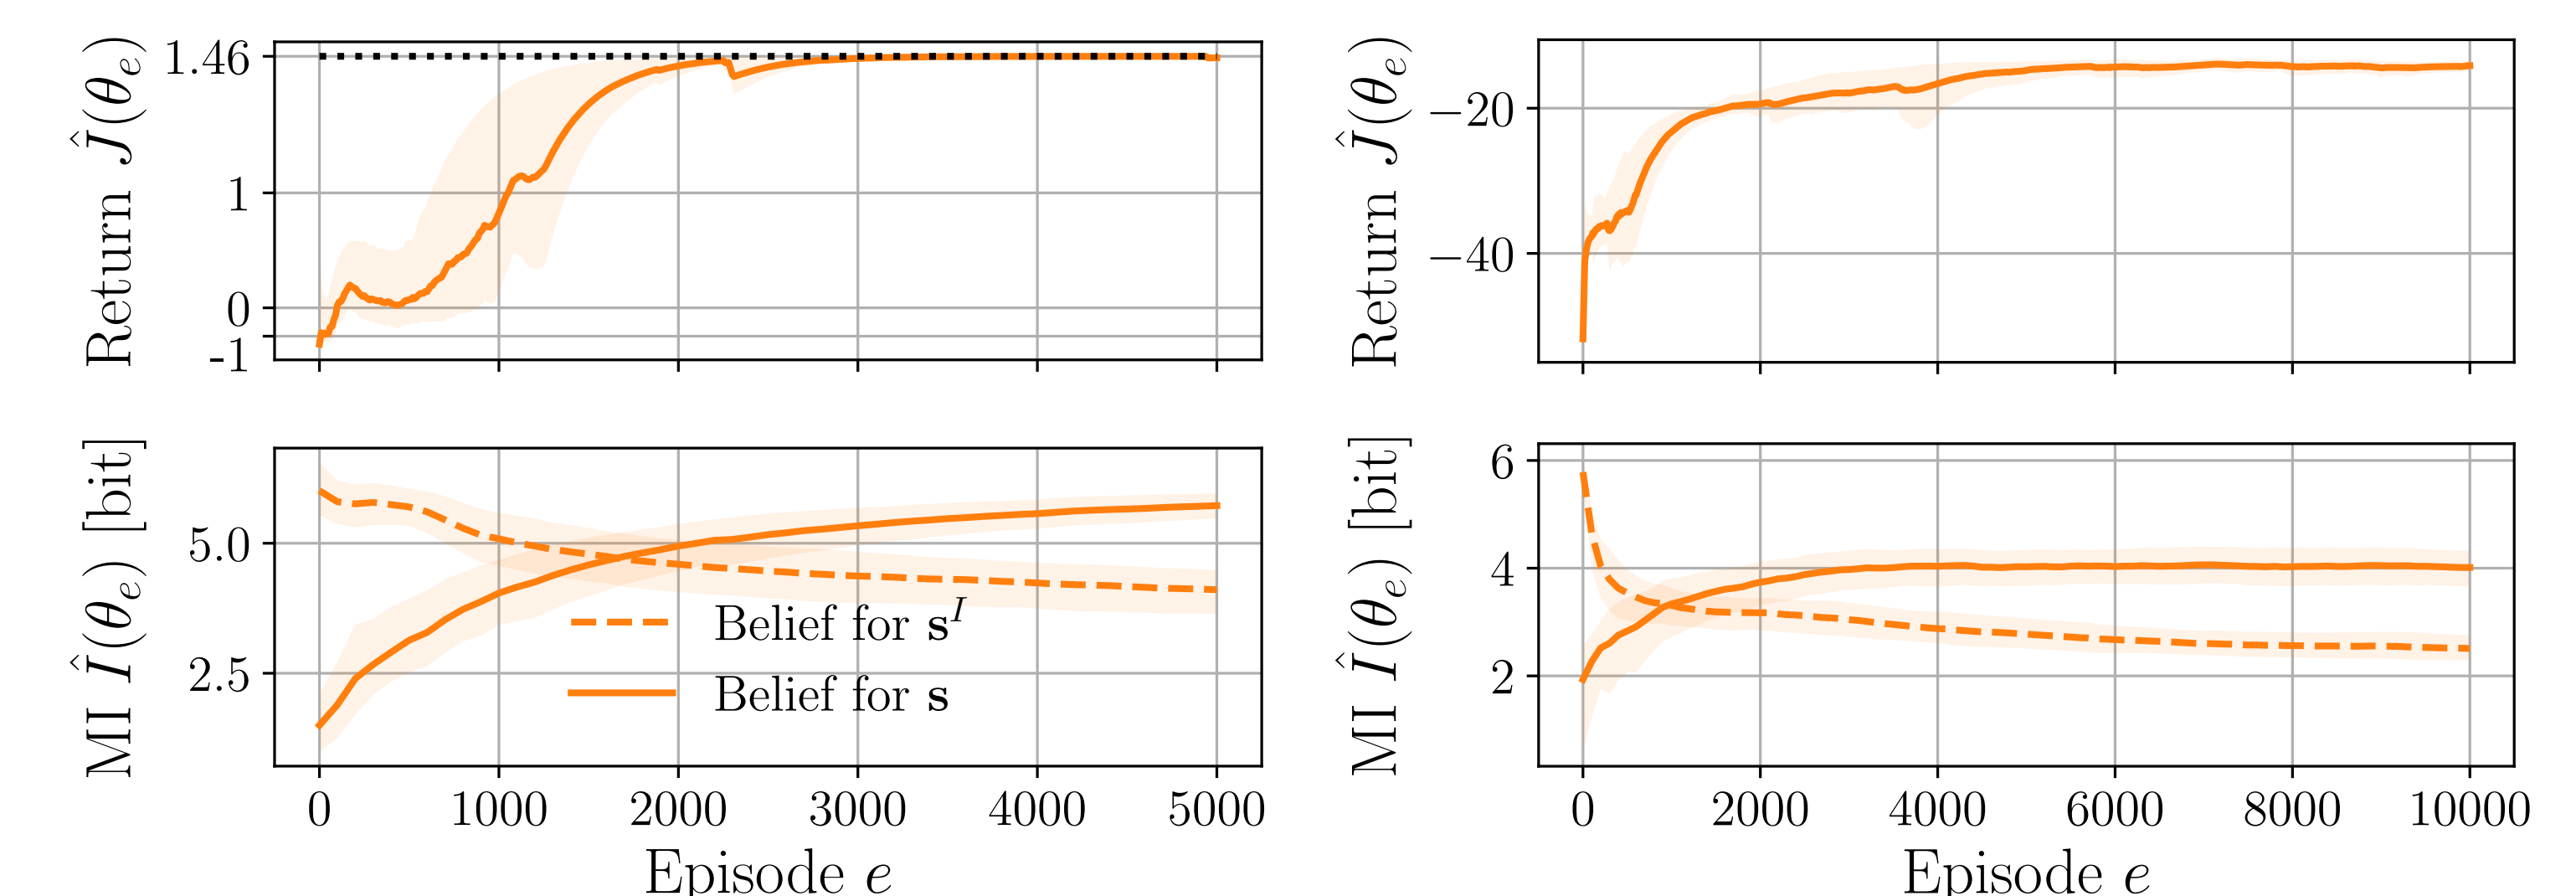 Return Ĵ(θₑ)
1.46
1
0
-1
Return Ĵ(θₑ)
−20
−40
MI Î(θₑ) [bit]
5.0
2.5
Belief for sᴵ
Belief for s
0 1000 2000 3000 4000 5000
Episode e
MI Î(θₑ) [bit]
6
4
2
0 2000 4000 6000 8000 10000
Episode e